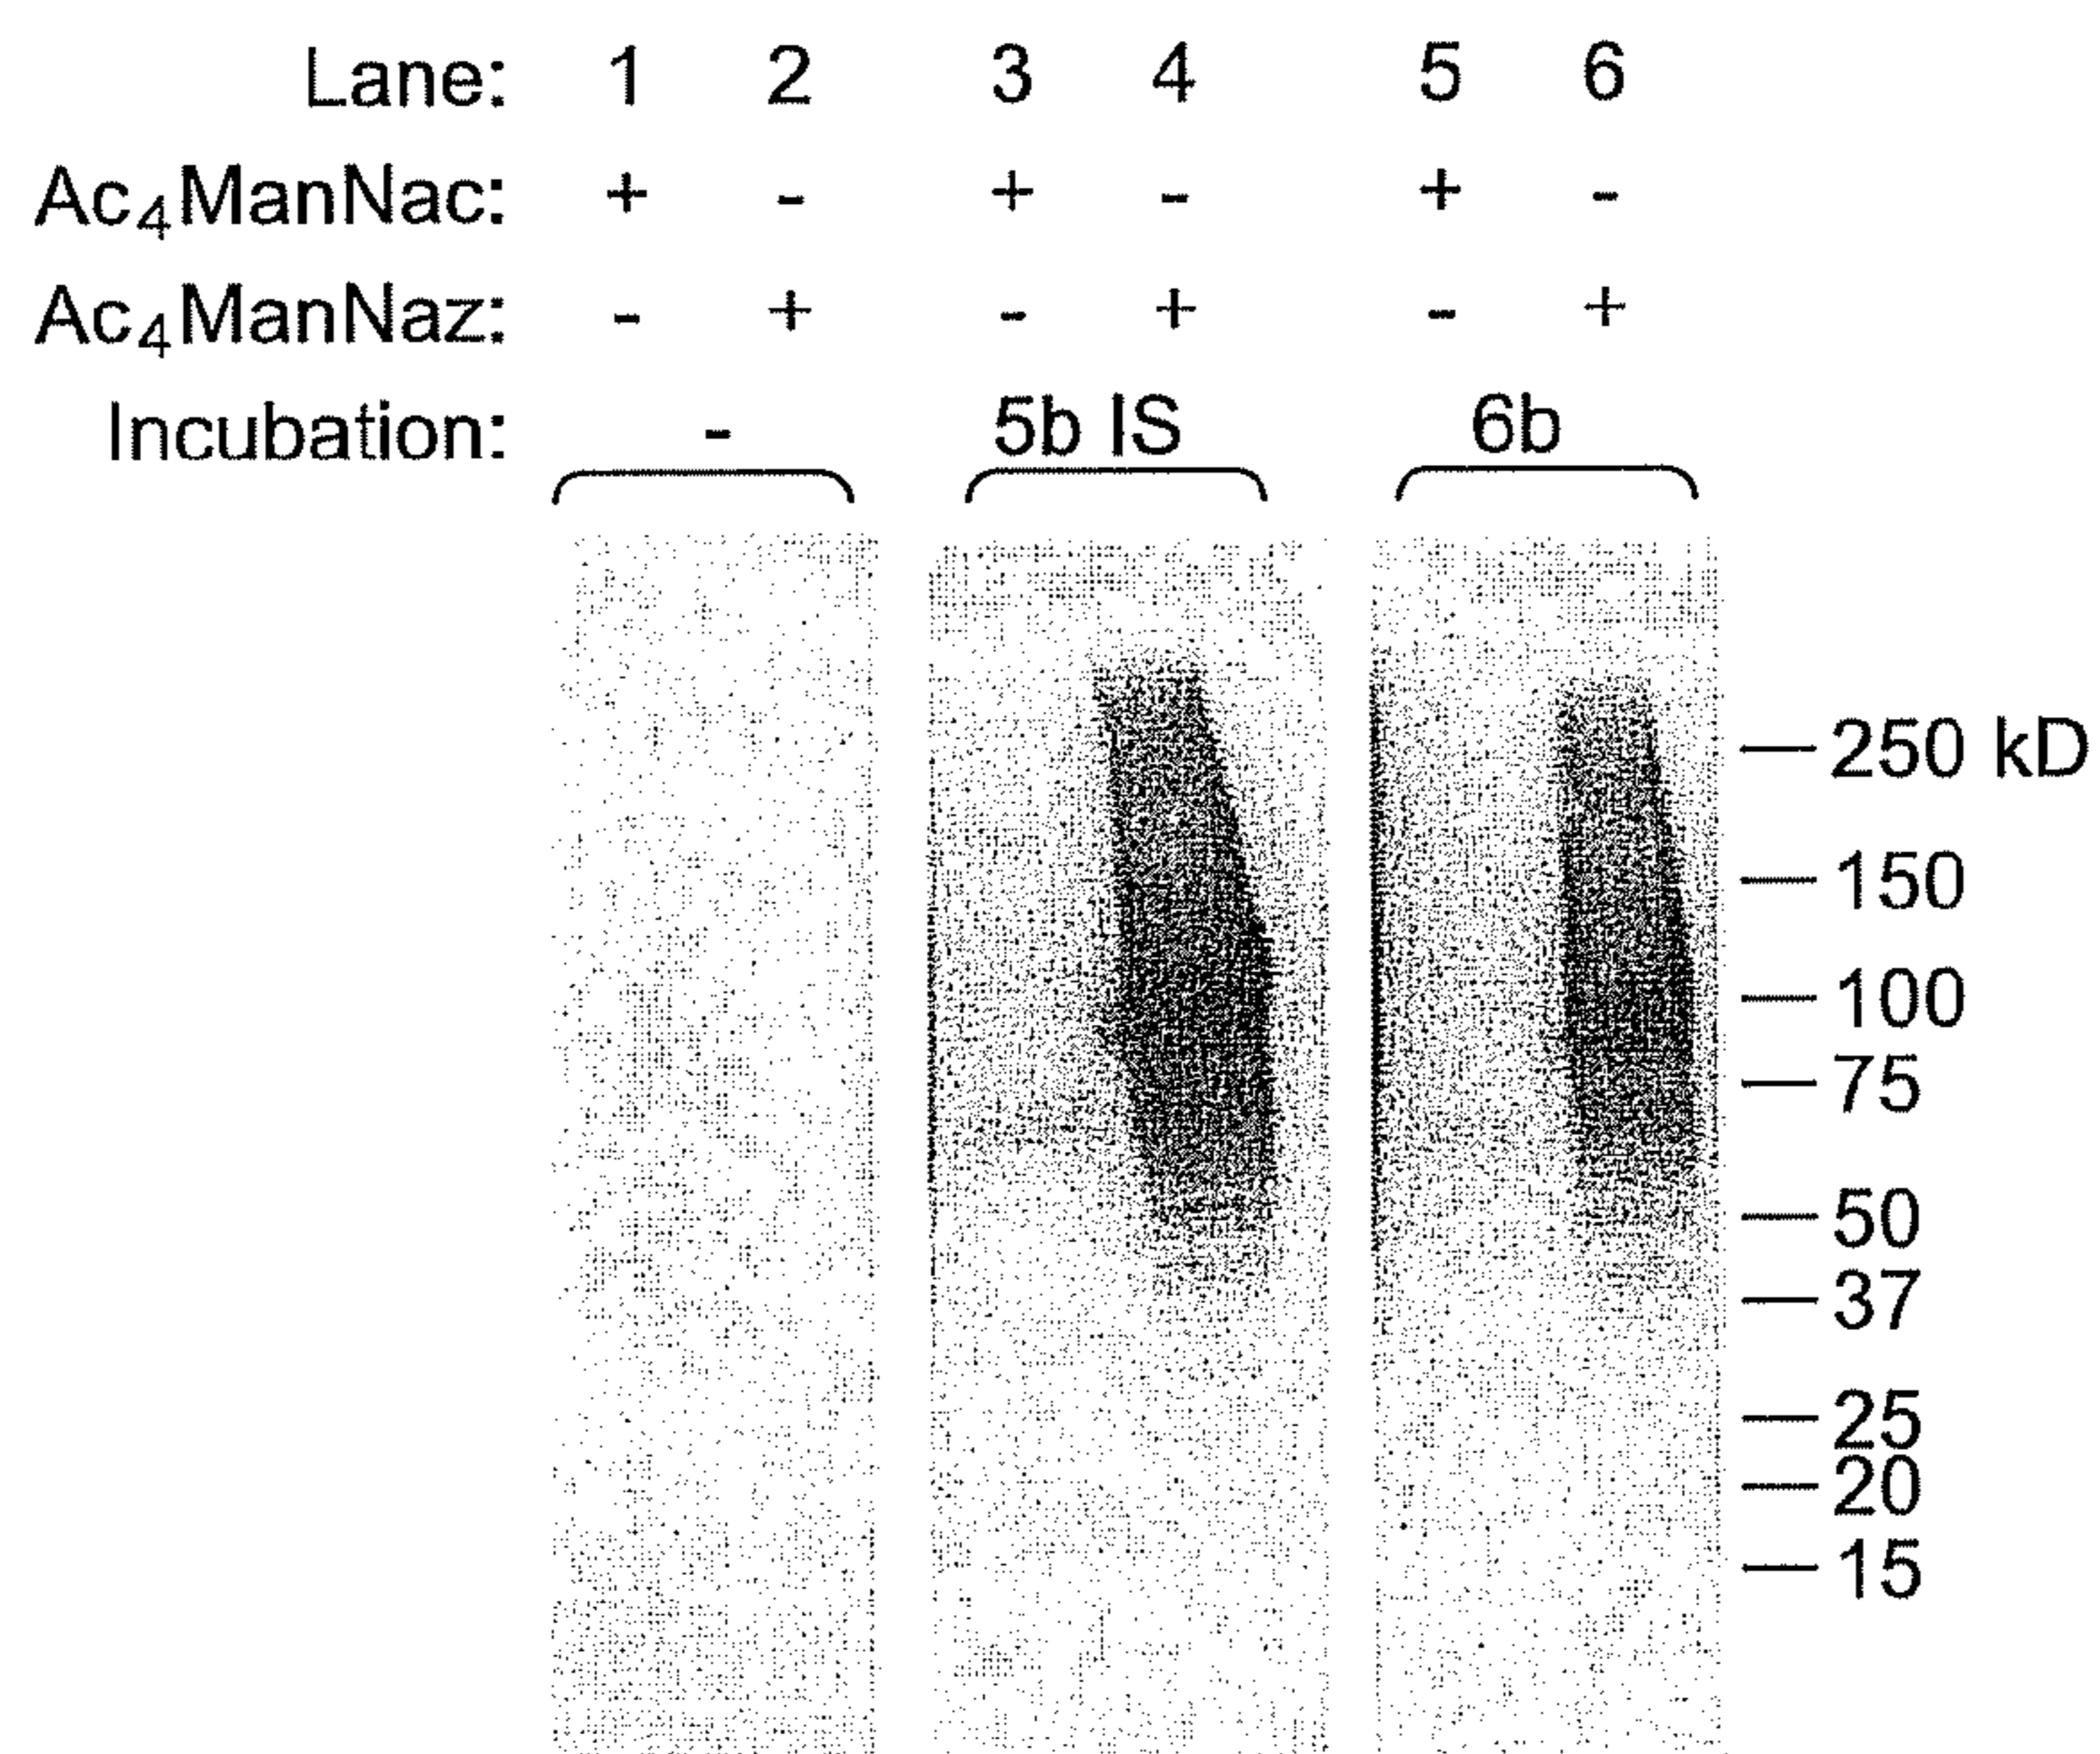 Lane: 1 2 3 4 5 6
Ac₄ManNac: + - + - + -
Ac₄ManNaz: - + - + - +
Incubation: - 5b IS 6b
250 kD
150
100
75
50
37
25
20
15